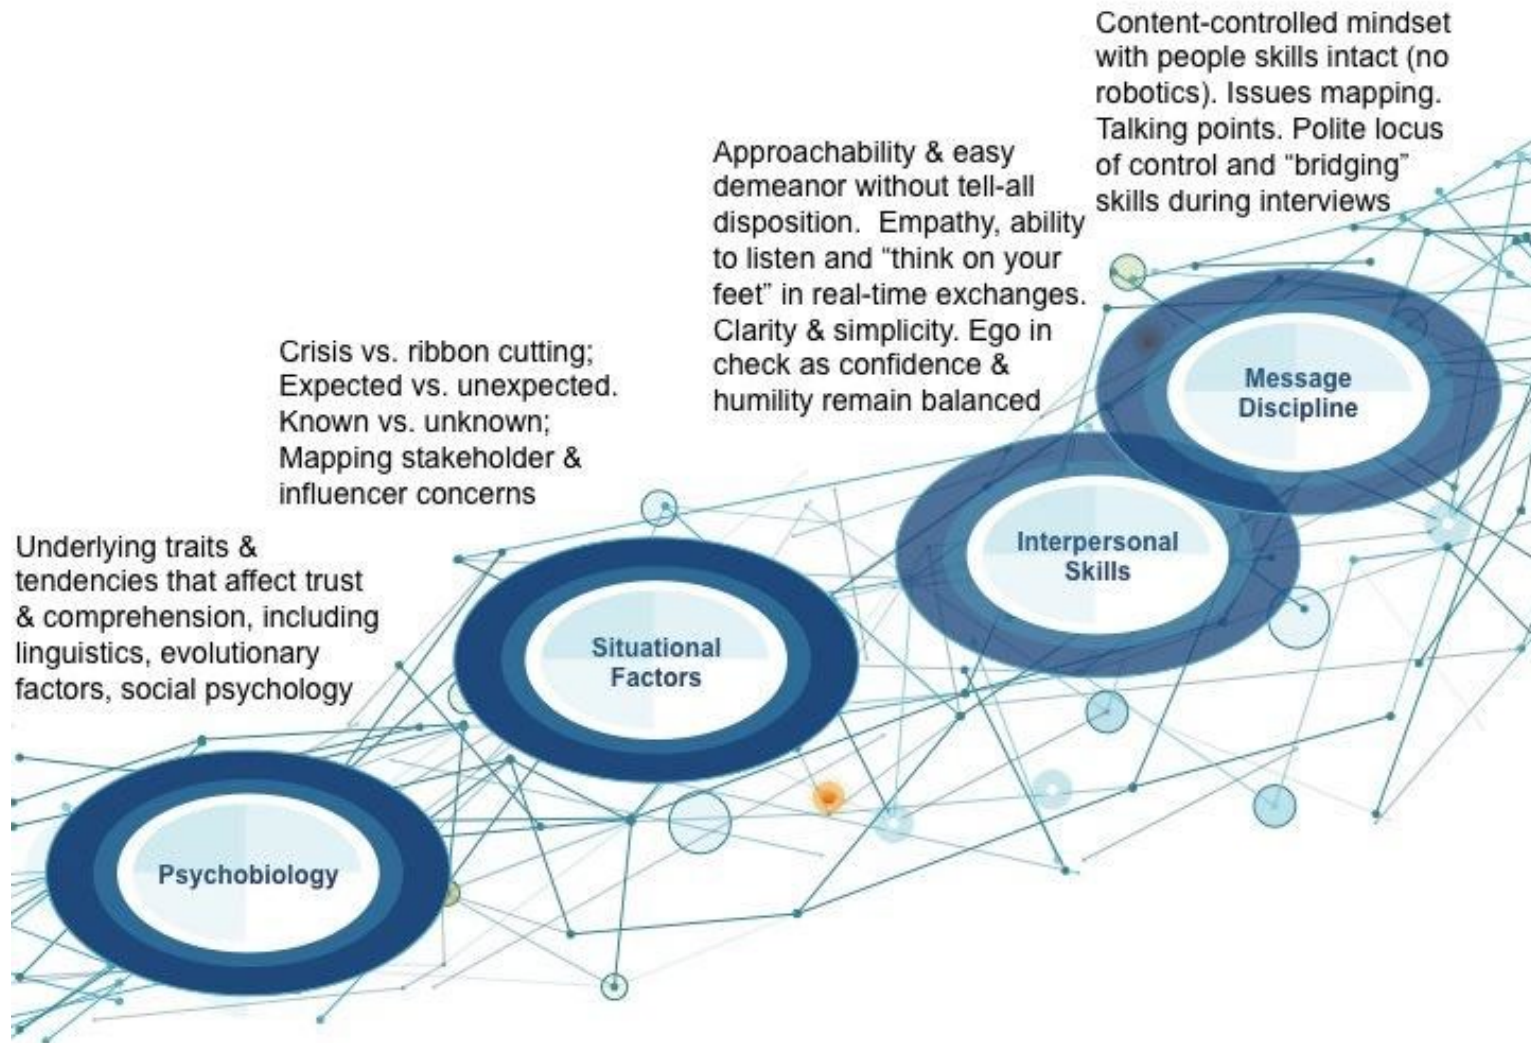 Content-controlled mindset
with people skills intact (no
robotics). Issues mapping.
Talking points. Polite locus
of control and “bridging”
skills during interviews
Approachability & easy
demeanor without tell-all
disposition.  Empathy, ability
to listen and “think on your
feet” in real-time exchanges.
Clarity & simplicity. Ego in
check as confidence &
humility remain balanced
Crisis vs. ribbon cutting;
Expected vs. unexpected.
Known vs. unknown;
Mapping stakeholder &
influencer concerns
Underlying traits &
tendencies that affect trust
& comprehension, including
linguistics, evolutionary
factors, social psychology
Message
Discipline
Interpersonal
Skills
Situational
Factors
Psychobiology